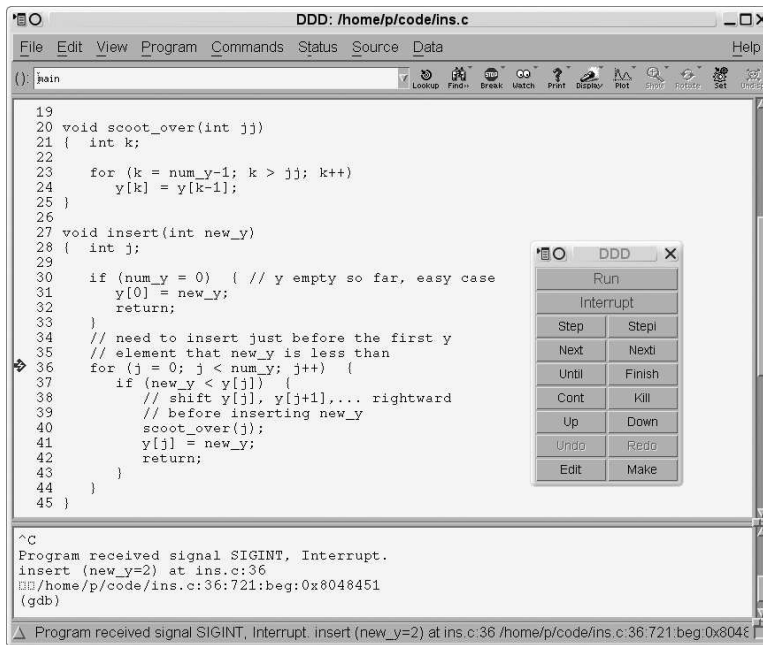 DDD: /home/p/code/ins.c
File Edit View Program Commands Status Source Data Help
(): main Lookup Find» Break Watch Print Display Plot Rotate Set
19
20 void scoot_over(int jj)
21 {  int k;
22
23    for (k = num_y-1; k > jj; k++)
24       y[k] = y[k-1];
25 }
26
27 void insert(int new_y)
28 {  int j;
29
30    if (num_y = 0)  { // y empty so far, easy case
31       y[0] = new_y;
32       return;
33    }
34    // need to insert just before the first y
35    // element that new_y is less than
36    for (j = 0; j < num_y; j++)  {
37       if (new_y < y[j])  {
38          // shift y[j], y[j+1],... rightward
39          // before inserting new_y
40          scoot_over(j);
41          y[j] = new_y;
42          return;
43       }
44    }
45 }
DDD
Run
Interrupt
Step Stepi
Next Nexti
Until Finish
Cont Kill
Up Down
Undo Redo
Edit Make
^C
Program received signal SIGINT, Interrupt.
insert (new_y=2) at ins.c:36
/home/p/code/ins.c:36:721:beg:0x8048451
(gdb)
Program received signal SIGINT, Interrupt. insert (new_y=2) at ins.c:36 /home/p/code/ins.c:36:721:beg:0x8048